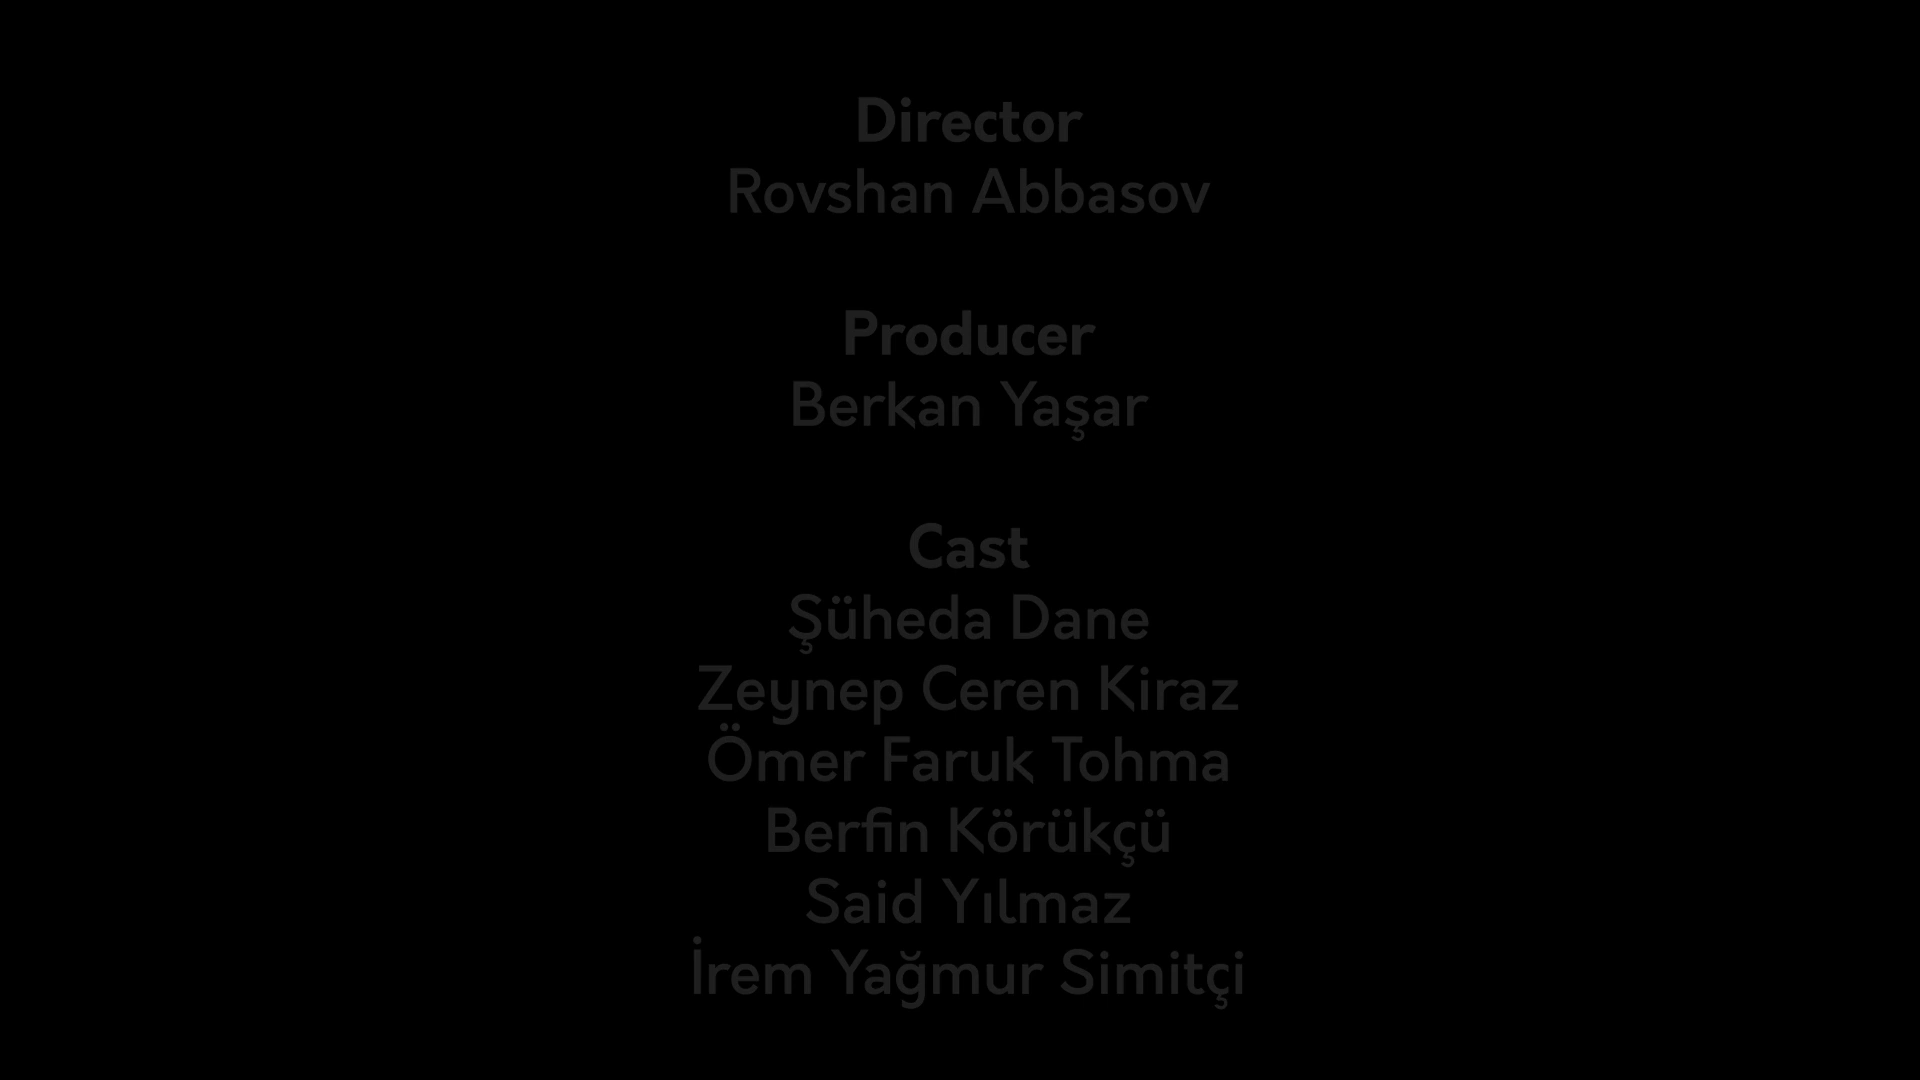 Director
Rovshan Abbasov
Producer
Berkan Yaşar
Cast
Şüheda Dane
Zeynep Ceren Kiraz
Ömer Faruk Tohma
Berfin Körükçü
Said Yılmaz
İrem Yağmur Simitçi